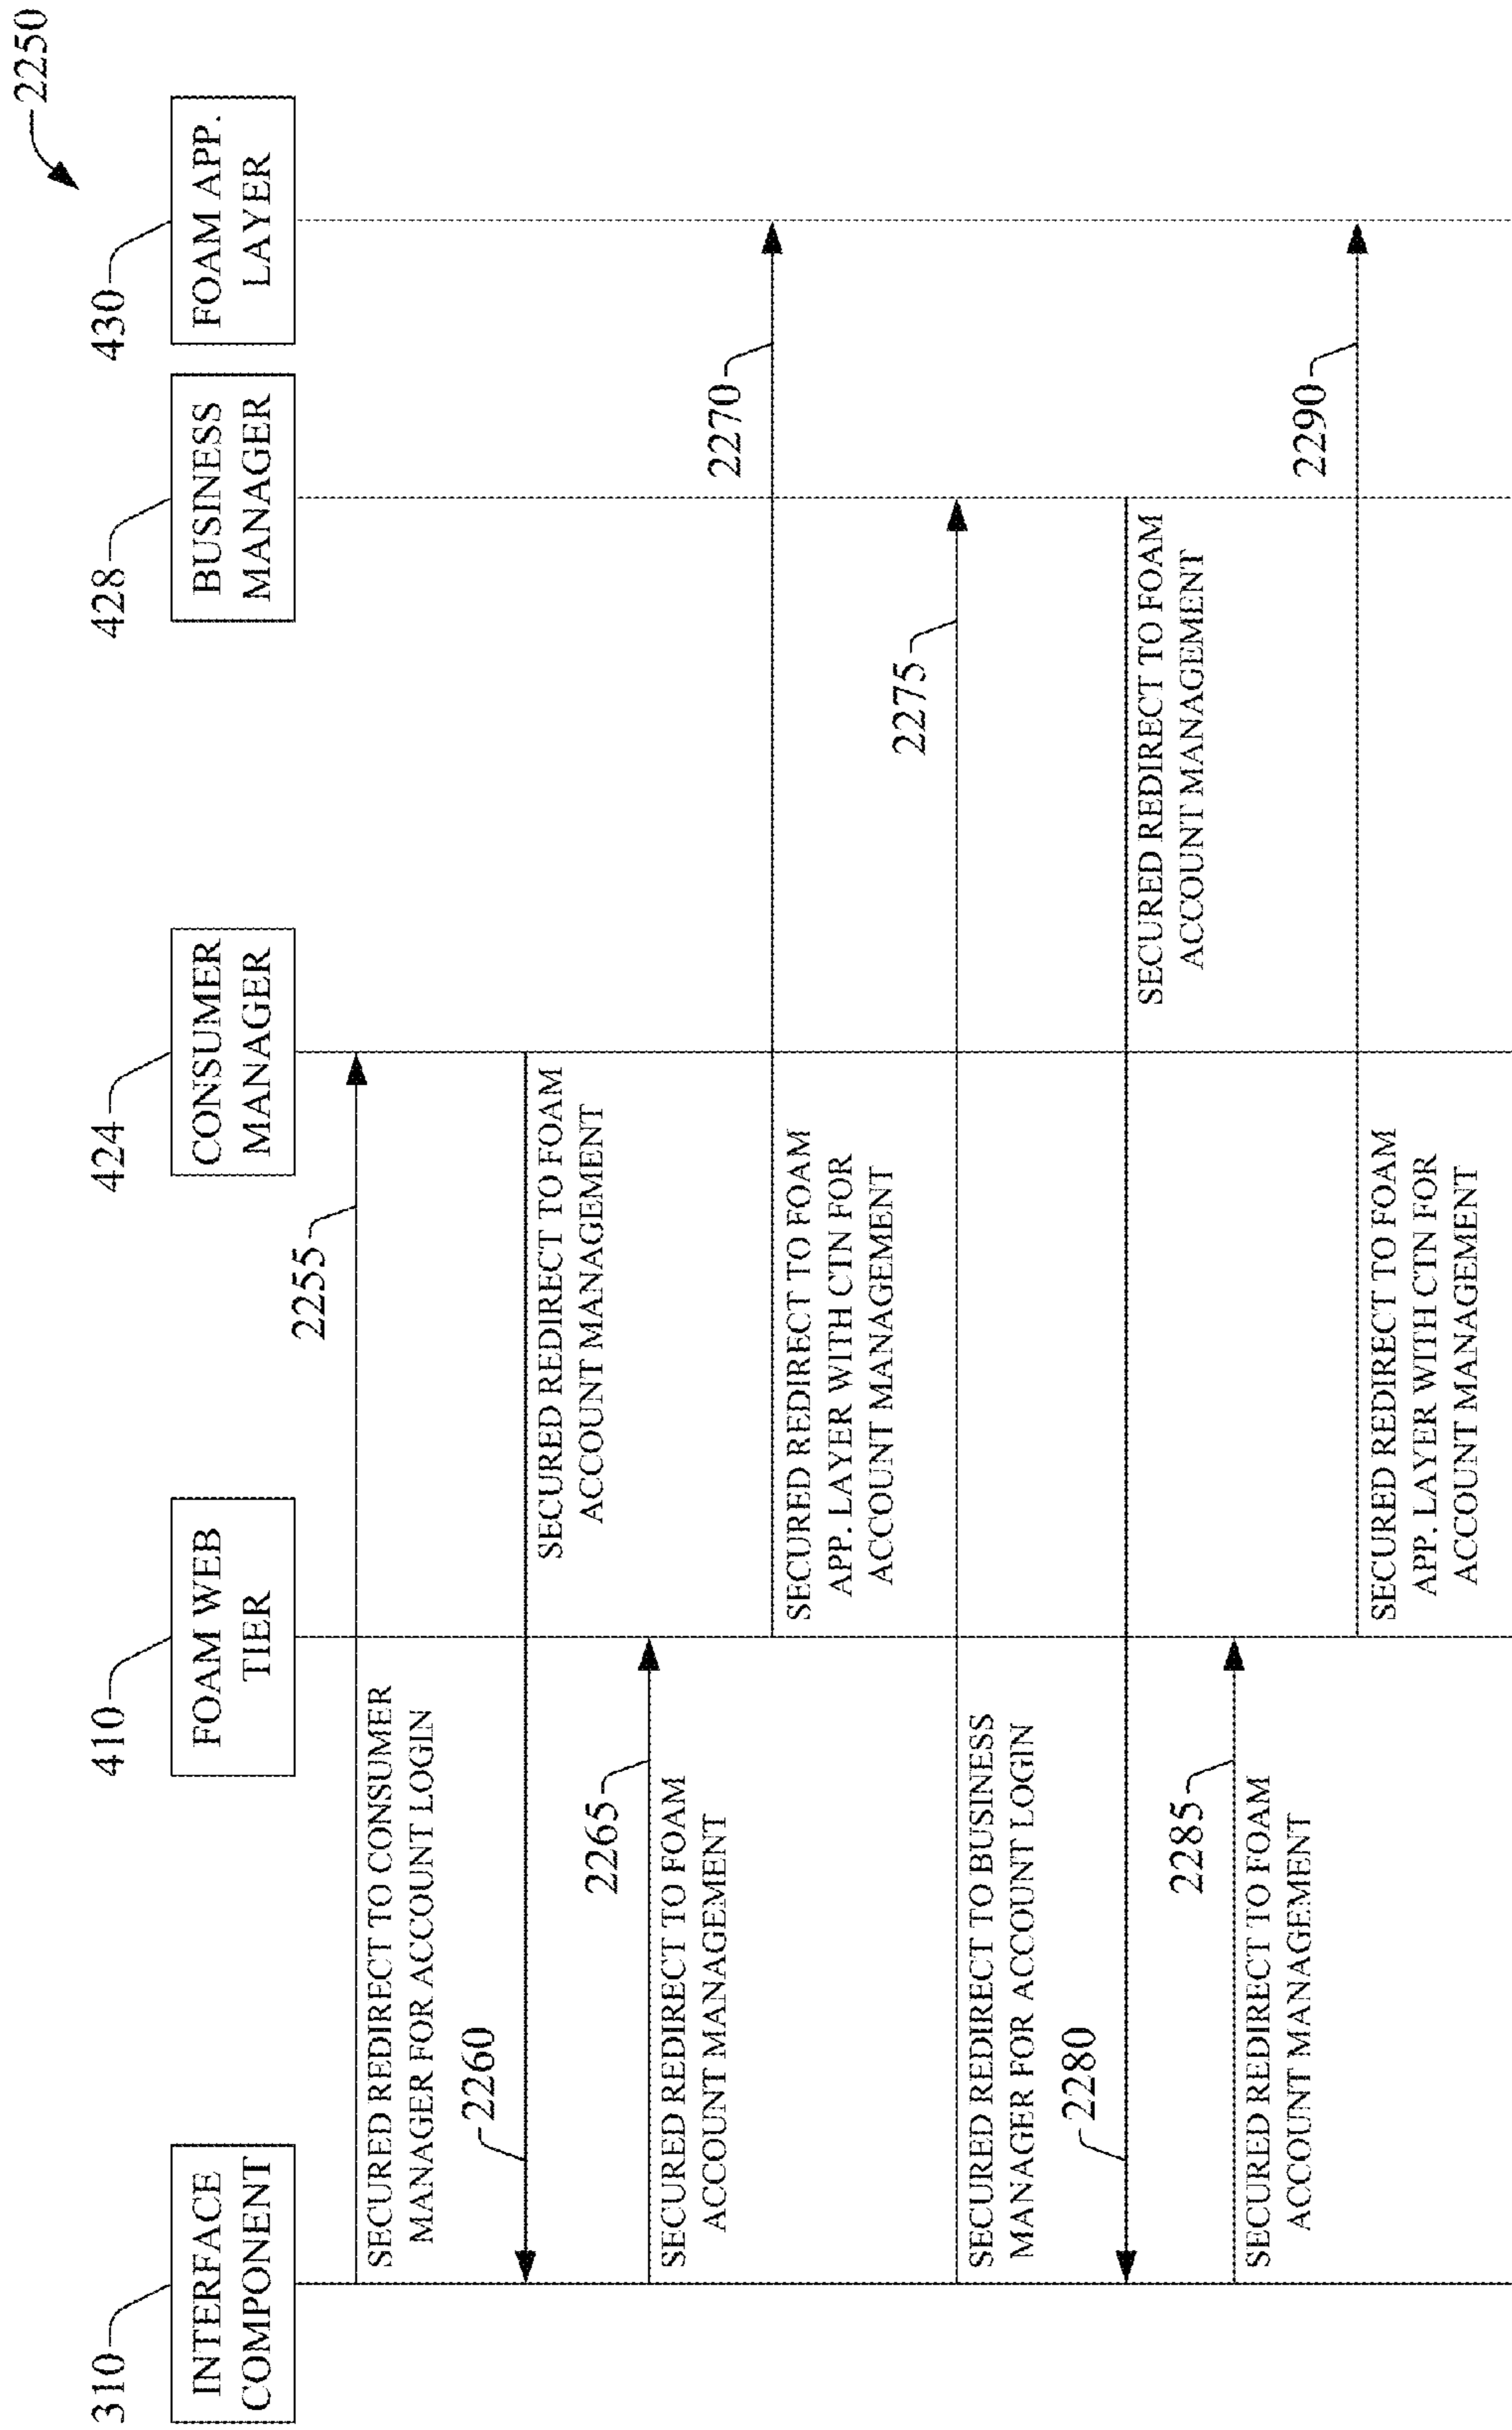 2250
310
410
424
428
430
INTERFACE
COMPONENT
FOAM WEB
TIER
CONSUMER
MANAGER
BUSINESS
MANAGER
FOAM APP.
LAYER
2255
SECURED REDIRECT TO CONSUMER
MANAGER FOR ACCOUNT LOGIN
2260
SECURED REDIRECT TO FOAM
ACCOUNT MANAGEMENT
2265
SECURED REDIRECT TO FOAM
ACCOUNT MANAGEMENT
2270
SECURED REDIRECT TO FOAM
APP. LAYER WITH CTN FOR
ACCOUNT MANAGEMENT
2275
SECURED REDIRECT TO BUSINESS
MANAGER FOR ACCOUNT LOGIN
2280
SECURED REDIRECT TO FOAM
ACCOUNT MANAGEMENT
2285
SECURED REDIRECT TO FOAM
ACCOUNT MANAGEMENT
2290
SECURED REDIRECT TO FOAM
APP. LAYER WITH CTN FOR
ACCOUNT MANAGEMENT